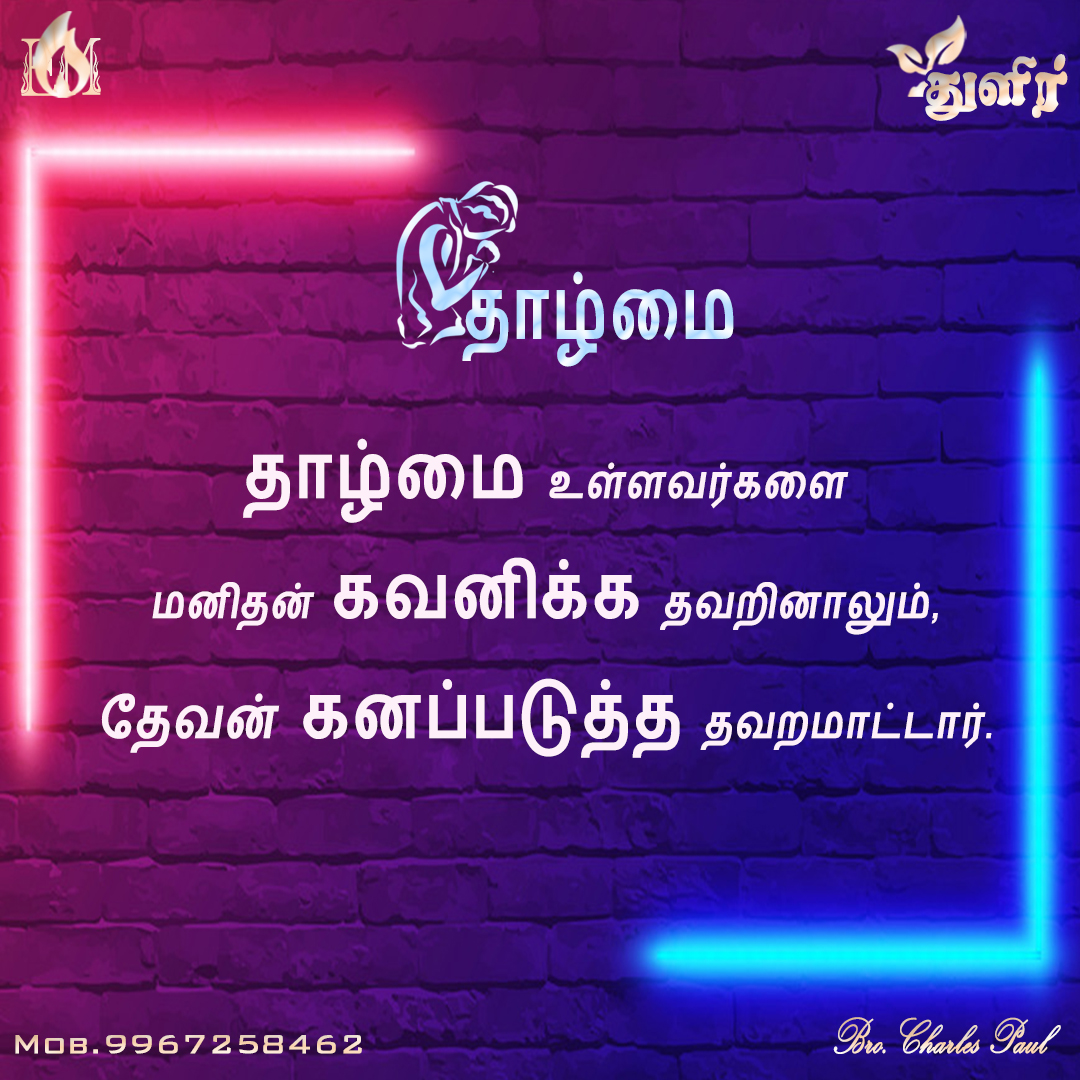 துளிர்
தாழ்மை
தாழ்மை உள்ளவர்களை
மனிதன் கவனிக்க தவறினாலும்,
தேவன் கனப்படுத்த தவறமாட்டார்.
Mob.9967258462
Bro. Charles Paul